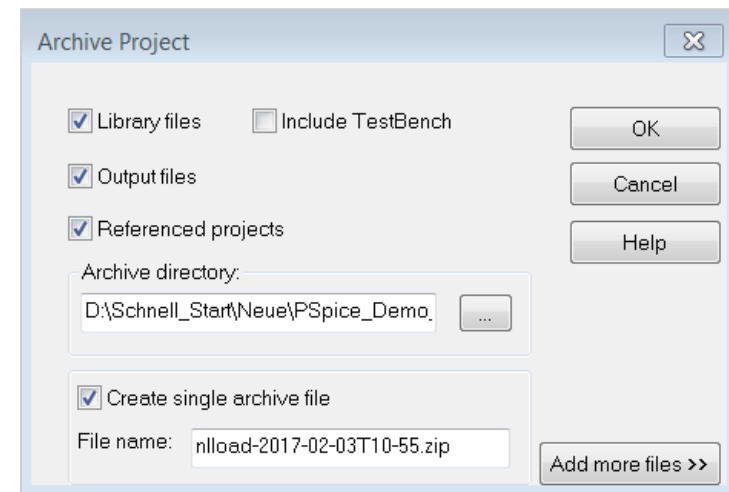 Archive Project
Library files Include TestBench OK
Output files Cancel
Referenced projects Help
Archive directory:
D:\Schnell_Start\Neue\PSpice_Demo_ ...
Create single archive file
File name: nlload-2017-02-03T10-55.zip
Add more files >>